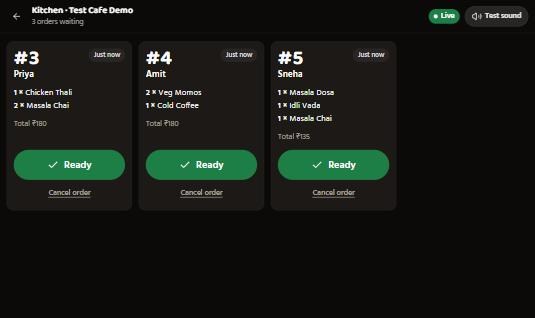 Kitchen · Test Cafe Demo
3 orders waiting
Live
Test sound
#3
Just now
Priya
1 × Chicken Thali
2 × Masala Chai
Total ₹180
Ready
Cancel order
#4
Just now
Amit
2 × Veg Momos
1 × Cold Coffee
Total ₹180
Ready
Cancel order
#5
Just now
Sneha
1 × Masala Dosa
1 × Idli Vada
1 × Masala Chai
Total ₹135
Ready
Cancel order